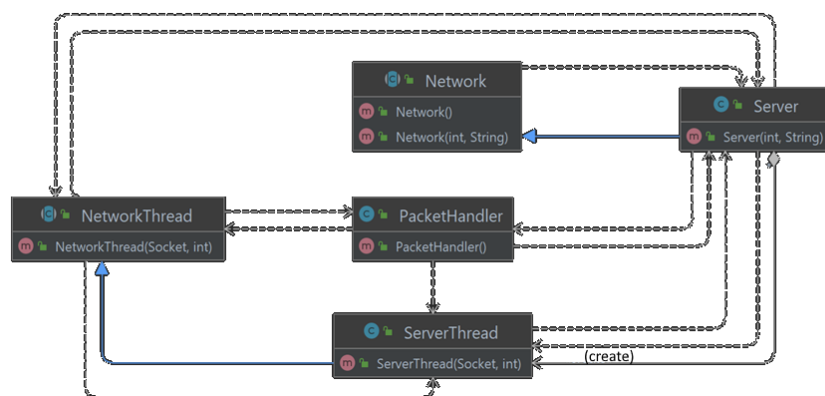 Network
Network()
Network(int, String)
Server
Server(int, String)
NetworkThread
NetworkThread(Socket, int)
PacketHandler
PacketHandler()
ServerThread
ServerThread(Socket, int)
(create)